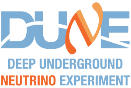 DUNE
DEEP UNDERGROUND
NEUTRINO EXPERIMENT